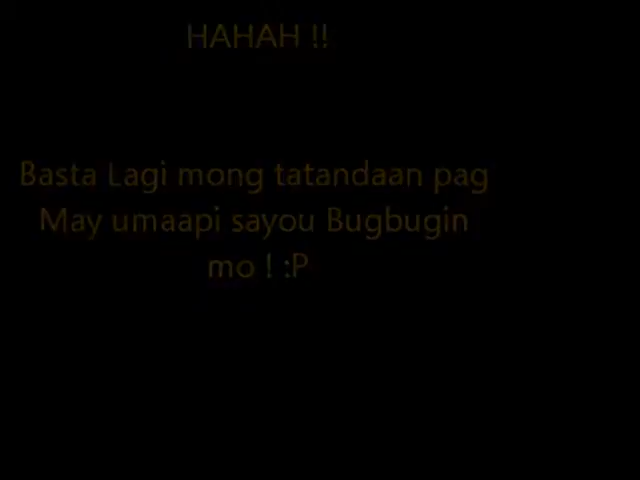 HAHAH !!
Basta Lagi mong tatandaan pag
May umaapi sayou Bugbugin
mo ! :P